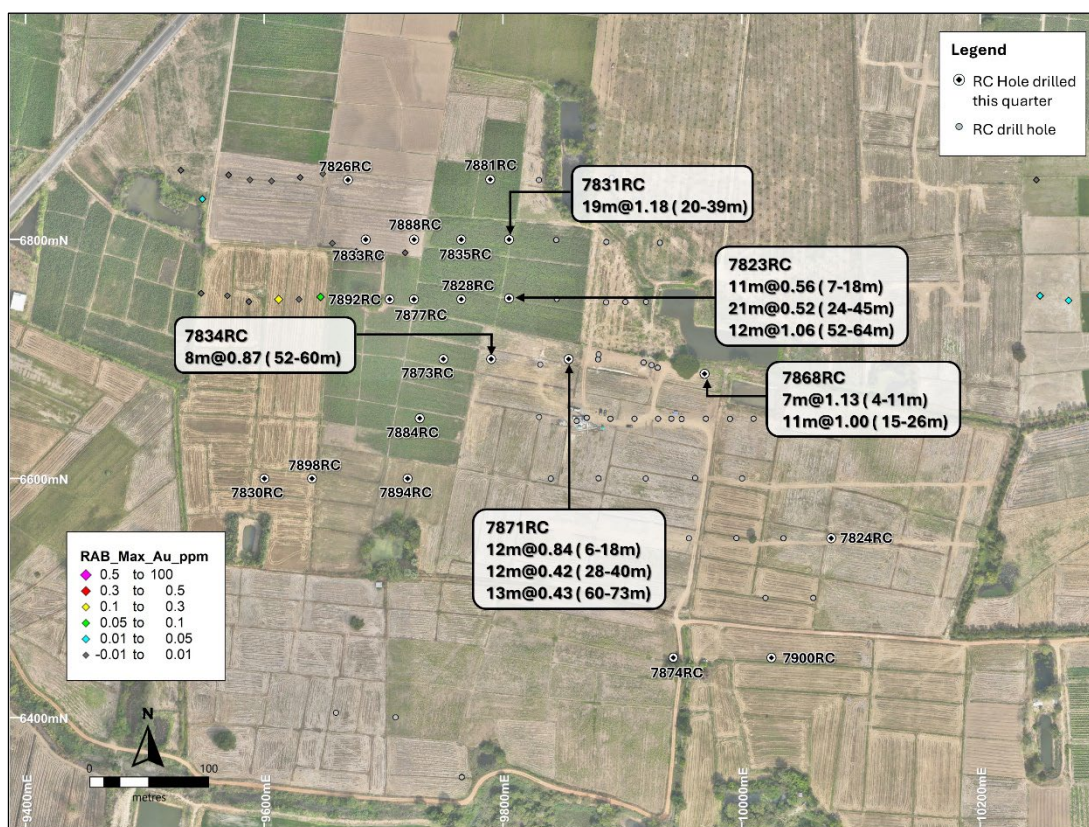 Legend
RC Hole drilled
this quarter
RC drill hole
7826RC
7881RC
7831RC
19m@1.18 ( 20-39m)
7888RC
6800mN
7833RC
7835RC
7823RC
11m@0.56 ( 7-18m)
21m@0.52 ( 24-45m)
12m@1.06 ( 52-64m)
7828RC
7892RC
7877RC
7834RC
8m@0.87 ( 52-60m)
7873RC
7868RC
7m@1.13 ( 4-11m)
11m@1.00 ( 15-26m)
7884RC
7898RC
6600mN
7830RC
7894RC
7871RC
12m@0.84 ( 6-18m)
12m@0.42 ( 28-40m)
13m@0.43 ( 60-73m)
7824RC
RAB_Max_Au_ppm
0.5 to 100
0.3 to 0.5
0.1 to 0.3
0.05 to 0.1
0.01 to 0.05
-0.01 to 0.01
7874RC
7900RC
6400mN
N
0 100
metres
9400mE
9600mE
9800mE
10000mE
10200mE